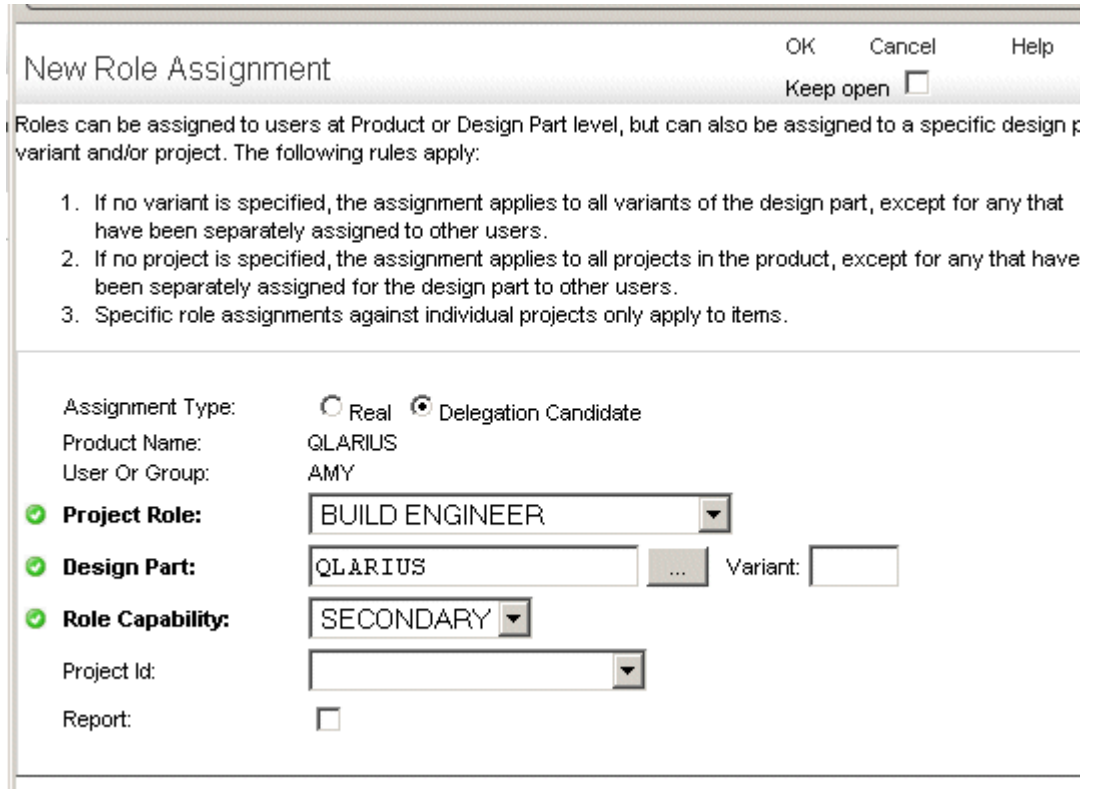 New Role Assignment
OK Cancel Help
Keep open
Roles can be assigned to users at Product or Design Part level, but can also be assigned to a specific design p
variant and/or project. The following rules apply:
1. If no variant is specified, the assignment applies to all variants of the design part, except for any that
have been separately assigned to other users.
2. If no project is specified, the assignment applies to all projects in the product, except for any that have
been separately assigned for the design part to other users.
3. Specific role assignments against individual projects only apply to items.
Assignment Type: Real Delegation Candidate
Product Name: QLARIUS
User Or Group: AMY
Project Role: BUILD ENGINEER
Design Part: QLARIUS ... Variant:
Role Capability: SECONDARY
Project Id:
Report: